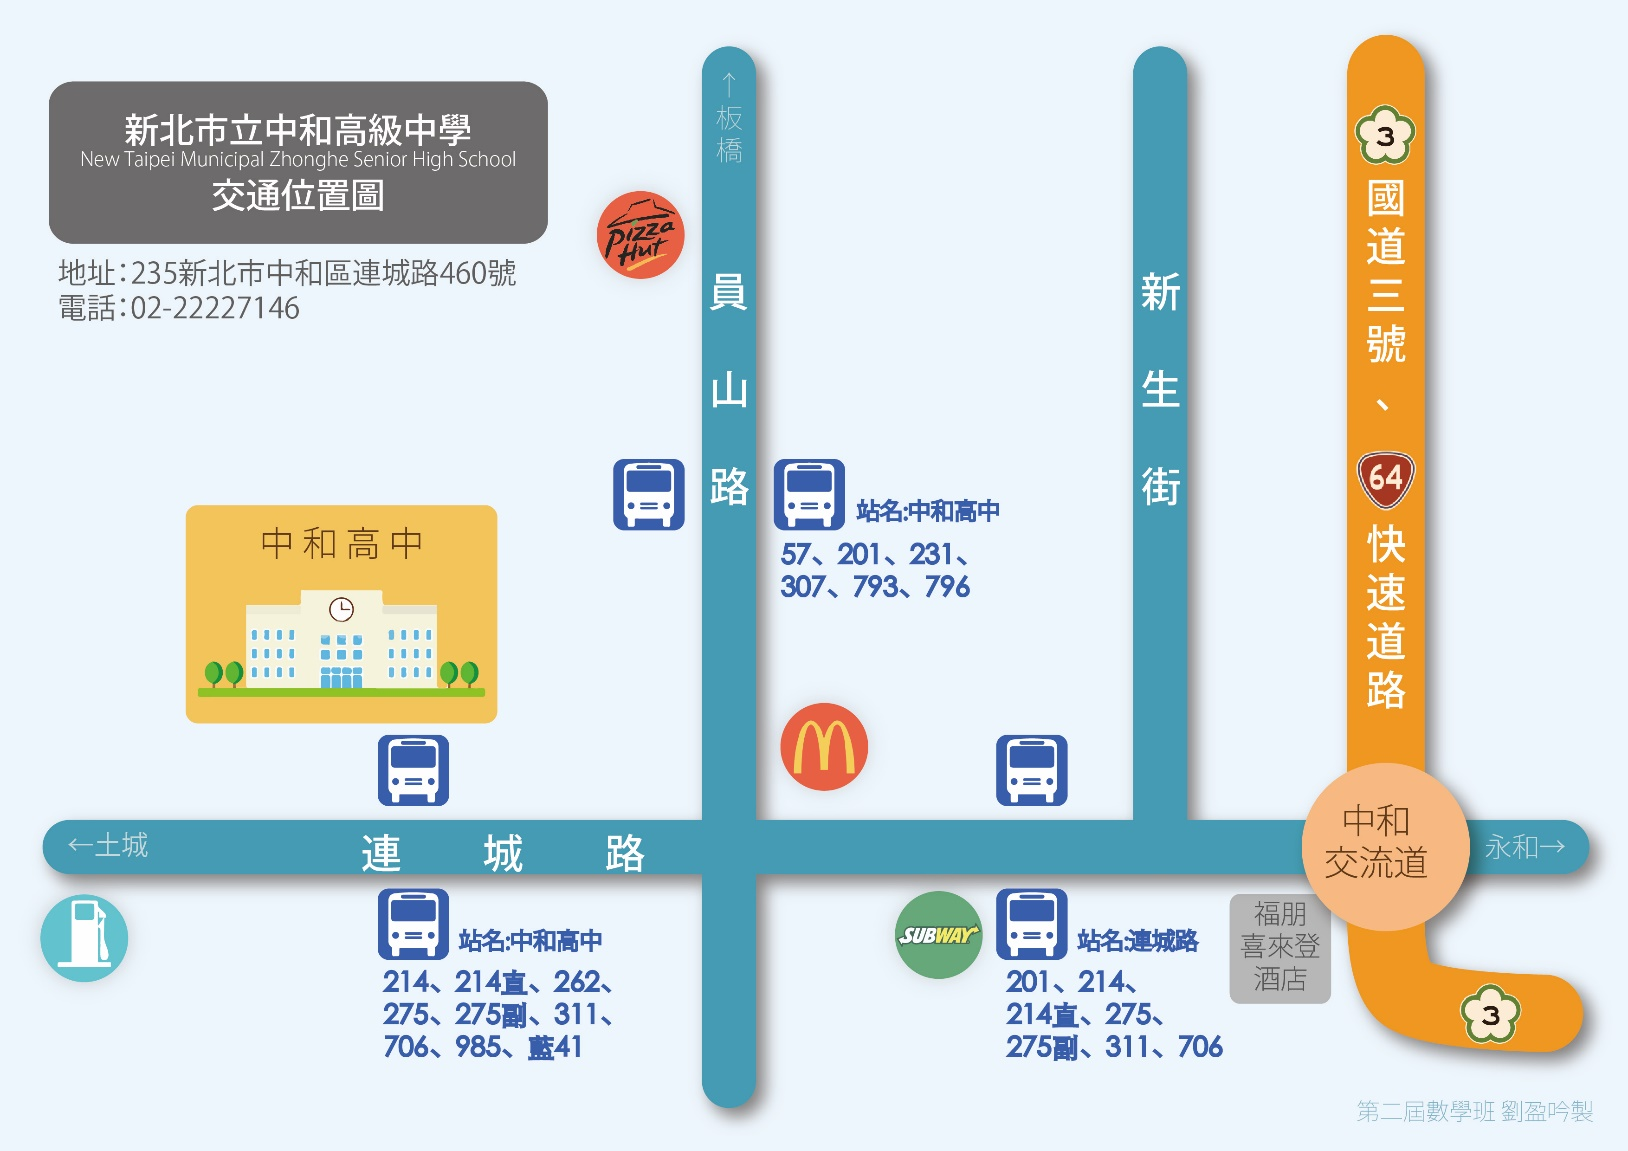 新北市立中和高級中學
New Taipei Municipal Zhonghe Senior High School
交通位置圖
地址:235新北市中和區連城路460號
電話:02-22227146
↑板橋
員山路
新生街
3
國道三號、
64
快速道路
Pizza Hut
中和高中
站名:中和高中
57、201、231、
307、793、796
←土城
連城路
中和
交流道
永和→
站名:中和高中
214、214直、262、
275、275副、311、
706、985、藍41
SUBWAY
站名:連城路
201、214、
214直、275、
275副、311、706
福朋
喜來登
酒店
3
第二屆數學班 劉盈吟製